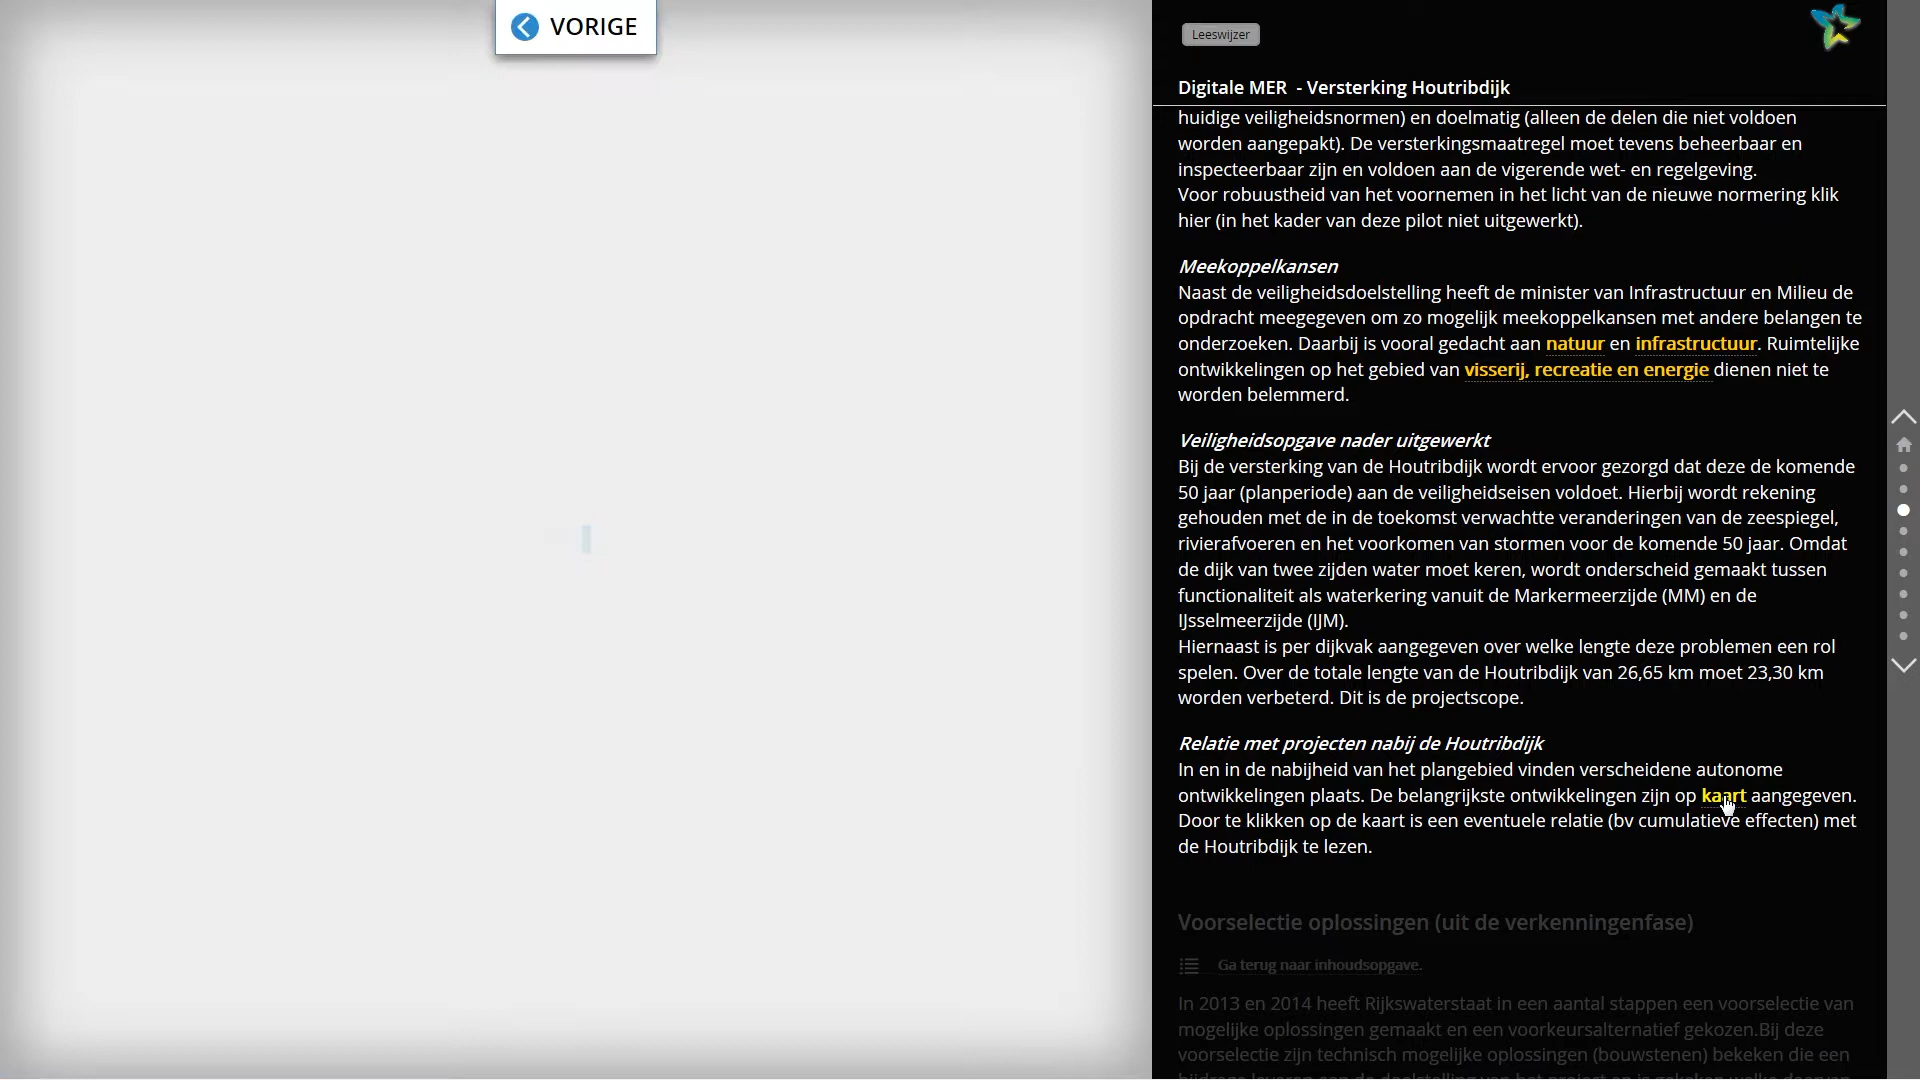 VORIGE
Leeswijzer
Digitale MER - Versterking Houtribdijk
huidige veiligheidsnormen) en doelmatig (alleen de delen die niet voldoen
worden aangepakt). De versterkingsmaatregel moet tevens beheerbaar en
inspecteerbaar zijn en voldoen aan de vigerende wet- en regelgeving.
Voor robuustheid van het voornemen in het licht van de nieuwe normering klik
hier (in het kader van deze pilot niet uitgewerkt).
Meekoppelkansen
Naast de veiligheidsdoelstelling heeft de minister van Infrastructuur en Milieu de
opdracht meegegeven om zo mogelijk meekoppelkansen met andere belangen te
onderzoeken. Daarbij is vooral gedacht aan natuur en infrastructuur. Ruimtelijke
ontwikkelingen op het gebied van visserij, recreatie en energie dienen niet te
worden belemmerd.
Veiligheidsopgave nader uitgewerkt
Bij de versterking van de Houtribdijk wordt ervoor gezorgd dat deze de komende
50 jaar (planperiode) aan de veiligheidseisen voldoet. Hierbij wordt rekening
gehouden met de in de toekomst verwachtte veranderingen van de zeespiegel,
rivierafvoeren en het voorkomen van stormen voor de komende 50 jaar. Omdat
de dijk van twee zijden water moet keren, wordt onderscheid gemaakt tussen
functionaliteit als waterkering vanuit de Markermeerzijde (MM) en de
IJsselmeerzijde (IJM).
Hiernaast is per dijkvak aangegeven over welke lengte deze problemen een rol
spelen. Over de totale lengte van de Houtribdijk van 26,65 km moet 23,30 km
worden verbeterd. Dit is de projectscope.
Relatie met projecten nabij de Houtribdijk
In en in de nabijheid van het plangebied vinden verscheidene autonome
ontwikkelingen plaats. De belangrijkste ontwikkelingen zijn op kaart aangegeven.
Door te klikken op de kaart is een eventuele relatie (bv cumulatieve effecten) met
de Houtribdijk te lezen.
Voorselectie oplossingen (uit de verkenningenfase)
Ga terug naar inhoudsopgave.
In 2013 en 2014 heeft Rijkswaterstaat in een aantal stappen een voorselectie van
mogelijke oplossingen gemaakt en een voorkeursalternatief gekozen.Bij deze
voorselectie zijn technisch mogelijke oplossingen (bouwstenen) bekeken die een